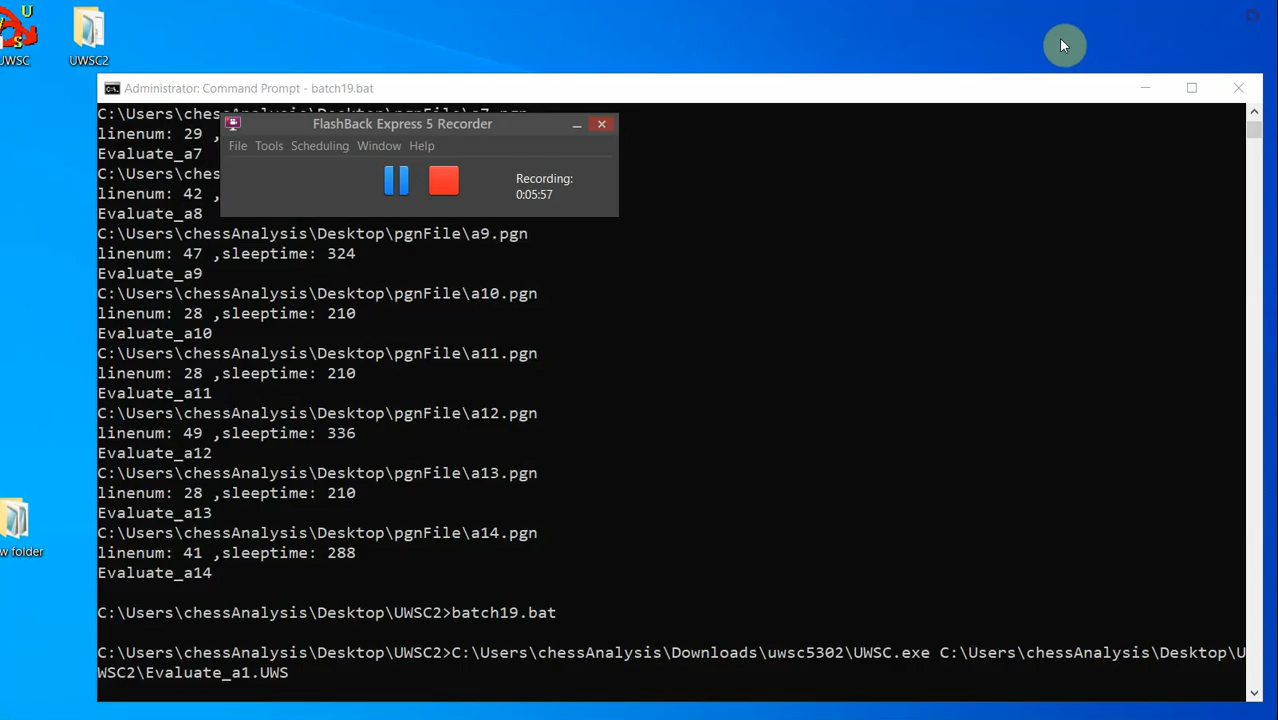 U
S
UWSC
UWSC2
Administrator: Command Prompt - batch19.bat
linenum: 29 ,
Evaluate_a7
linenum: 42 ,
Evaluate_a8
C:\Users\chessAnalysis\Desktop\pgnFile\a9.pgn
linenum: 47 ,sleeptime: 324
Evaluate_a9
C:\Users\chessAnalysis\Desktop\pgnFile\a10.pgn
linenum: 28 ,sleeptime: 210
Evaluate_a10
C:\Users\chessAnalysis\Desktop\pgnFile\a11.pgn
linenum: 28 ,sleeptime: 210
Evaluate_a11
C:\Users\chessAnalysis\Desktop\pgnFile\a12.pgn
linenum: 49 ,sleeptime: 336
Evaluate_a12
C:\Users\chessAnalysis\Desktop\pgnFile\a13.pgn
linenum: 28 ,sleeptime: 210
Evaluate_a13
C:\Users\chessAnalysis\Desktop\pgnFile\a14.pgn
linenum: 41 ,sleeptime: 288
Evaluate_a14
C:\Users\chessAnalysis\Desktop\UWSC2>batch19.bat
C:\Users\chessAnalysis\Desktop\UWSC2>C:\Users\chessAnalysis\Downloads\uwsc5302\UWSC.exe C:\Users\chessAnalysis\Desktop\U
WSC2\Evaluate_a1.UWS
FlashBack Express 5 Recorder
File Tools Scheduling Window Help
Recording:
0:05:57
w folder